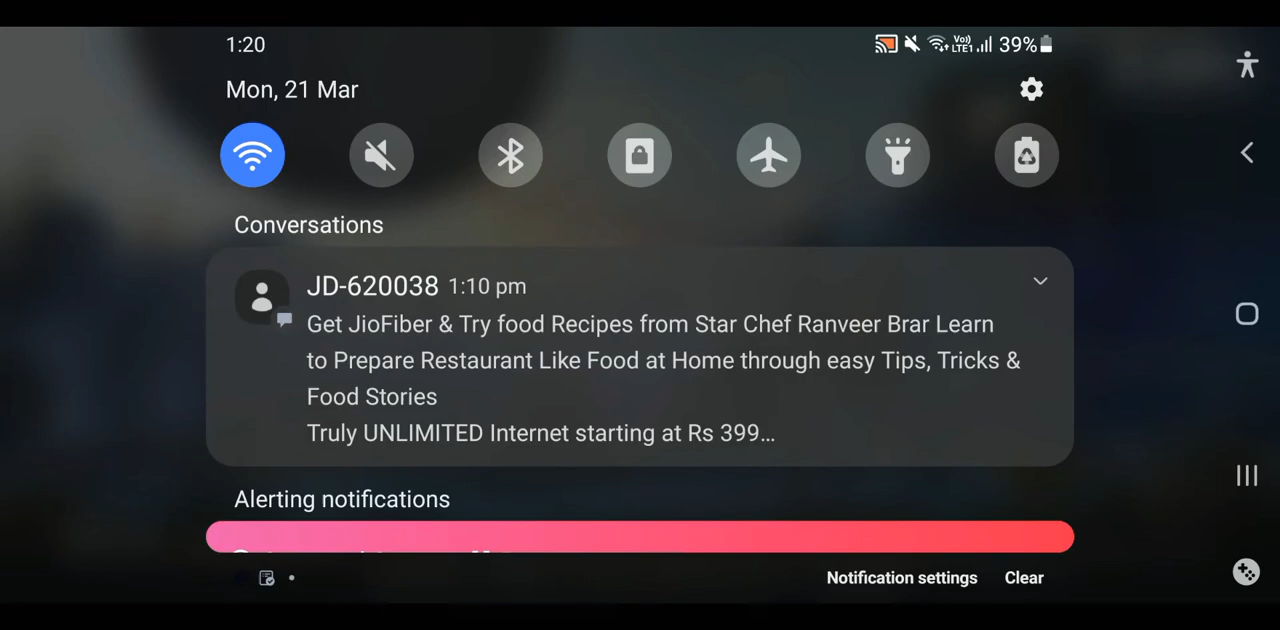 1:20
Vo)) LTE1 39%
Mon, 21 Mar
Conversations
JD-620038 1:10 pm
Get JioFiber & Try food Recipes from Star Chef Ranveer Brar Learn
to Prepare Restaurant Like Food at Home through easy Tips, Tricks &
Food Stories
Truly UNLIMITED Internet starting at Rs 399...
Alerting notifications
Notification settings Clear